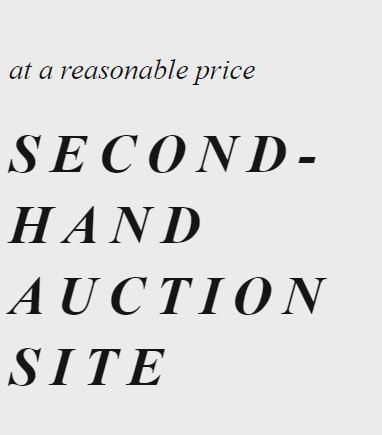 at a reasonable price
SECOND-
HAND
AUCTION
SITE